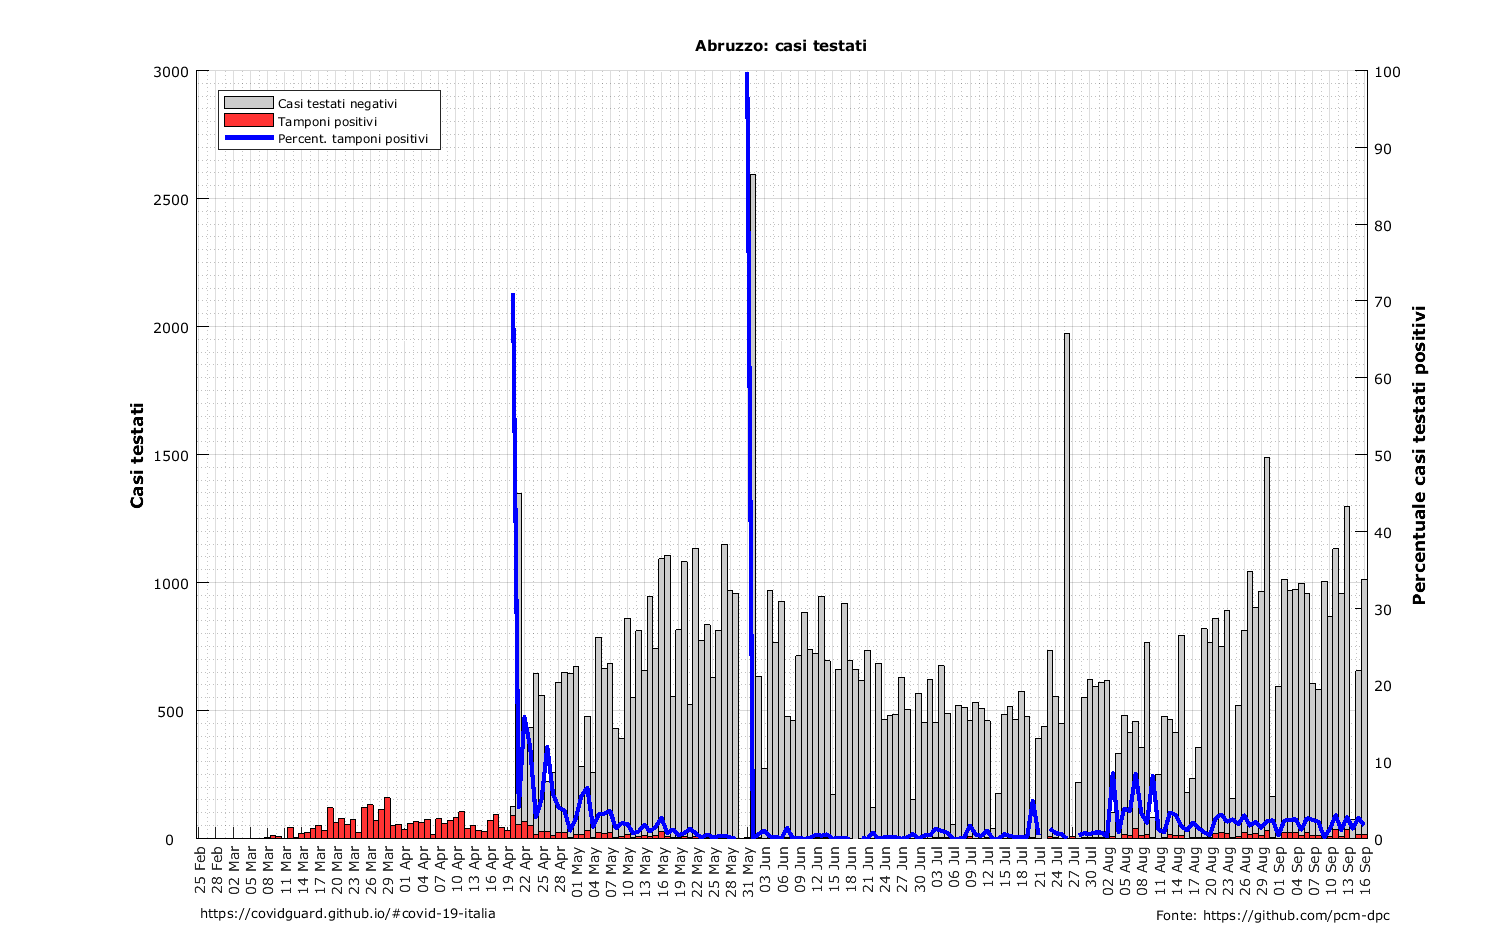 Abruzzo: casi testati
Casi testati negativi
Tamponi positivi
Percent. tamponi positivi
Casi testati
3000
2500
2000
1500
1000
500
0
Percentuale casi testati positivi
100
90
80
70
60
50
40
30
20
10
0
25 Feb
28 Feb
02 Mar
05 Mar
08 Mar
11 Mar
14 Mar
17 Mar
20 Mar
23 Mar
26 Mar
29 Mar
01 Apr
04 Apr
07 Apr
10 Apr
13 Apr
16 Apr
19 Apr
22 Apr
25 Apr
28 Apr
01 May
04 May
07 May
10 May
13 May
16 May
19 May
22 May
25 May
28 May
31 May
03 Jun
06 Jun
09 Jun
12 Jun
15 Jun
18 Jun
21 Jun
24 Jun
27 Jun
30 Jun
03 Jul
06 Jul
09 Jul
12 Jul
15 Jul
18 Jul
21 Jul
24 Jul
27 Jul
30 Jul
02 Aug
05 Aug
08 Aug
11 Aug
14 Aug
17 Aug
20 Aug
23 Aug
26 Aug
29 Aug
01 Sep
04 Sep
07 Sep
10 Sep
13 Sep
16 Sep
https://covidguard.github.io/#covid-19-italia
Fonte: https://github.com/pcm-dpc